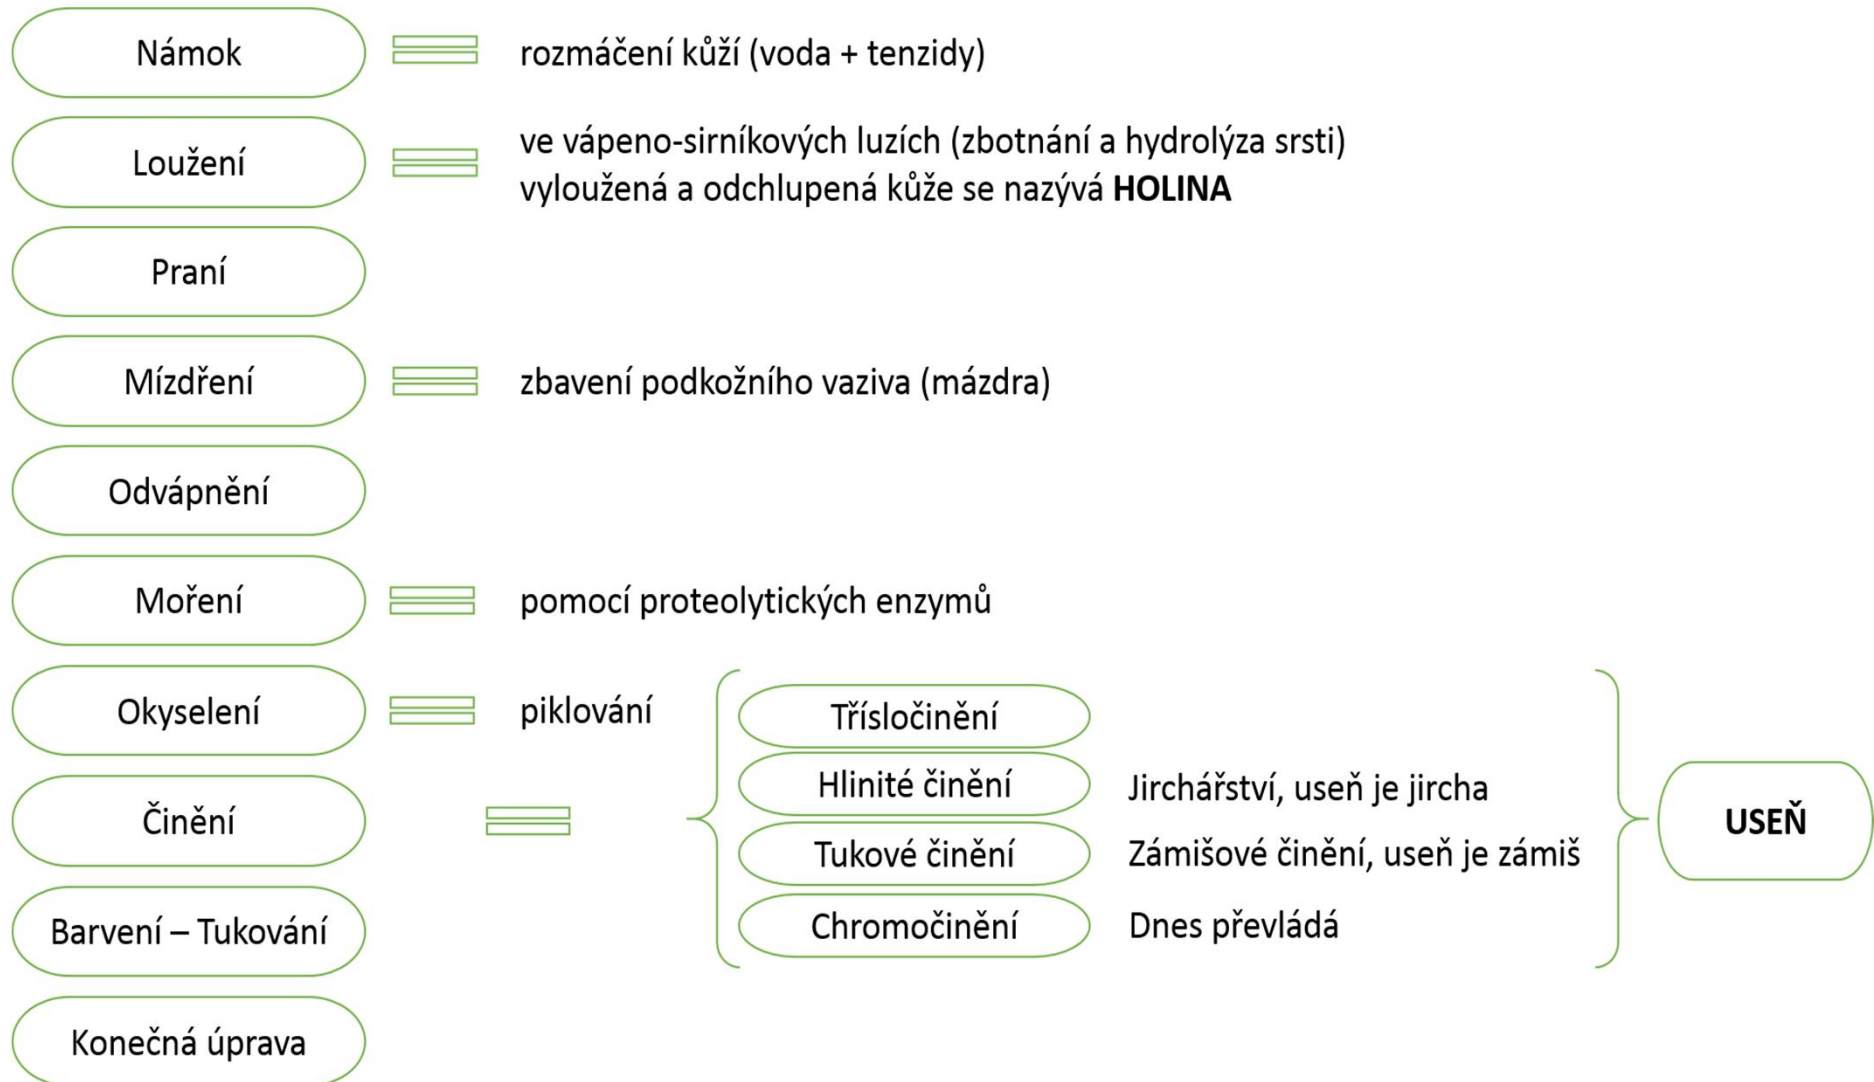 Námok
rozmáčení kůží (voda + tenzidy)
Loužení
ve vápeno-sirníkových luzích (zbotnání a hydrolýza srsti)
vyloužená a odchlupená kůže se nazývá HOLINA
Praní
Mízdření
zbavení podkožního vaziva (mázdra)
Odvápnění
Moření
pomocí proteolytických enzymů
Okyselení
piklování
Činění
Třísločinění
Hlinité činění
Jirchářství, useň je jircha
Tukové činění
Zámišové činění, useň je zámiš
Chromočinění
Dnes převládá
USEŇ
Barvení – Tukování
Konečná úprava